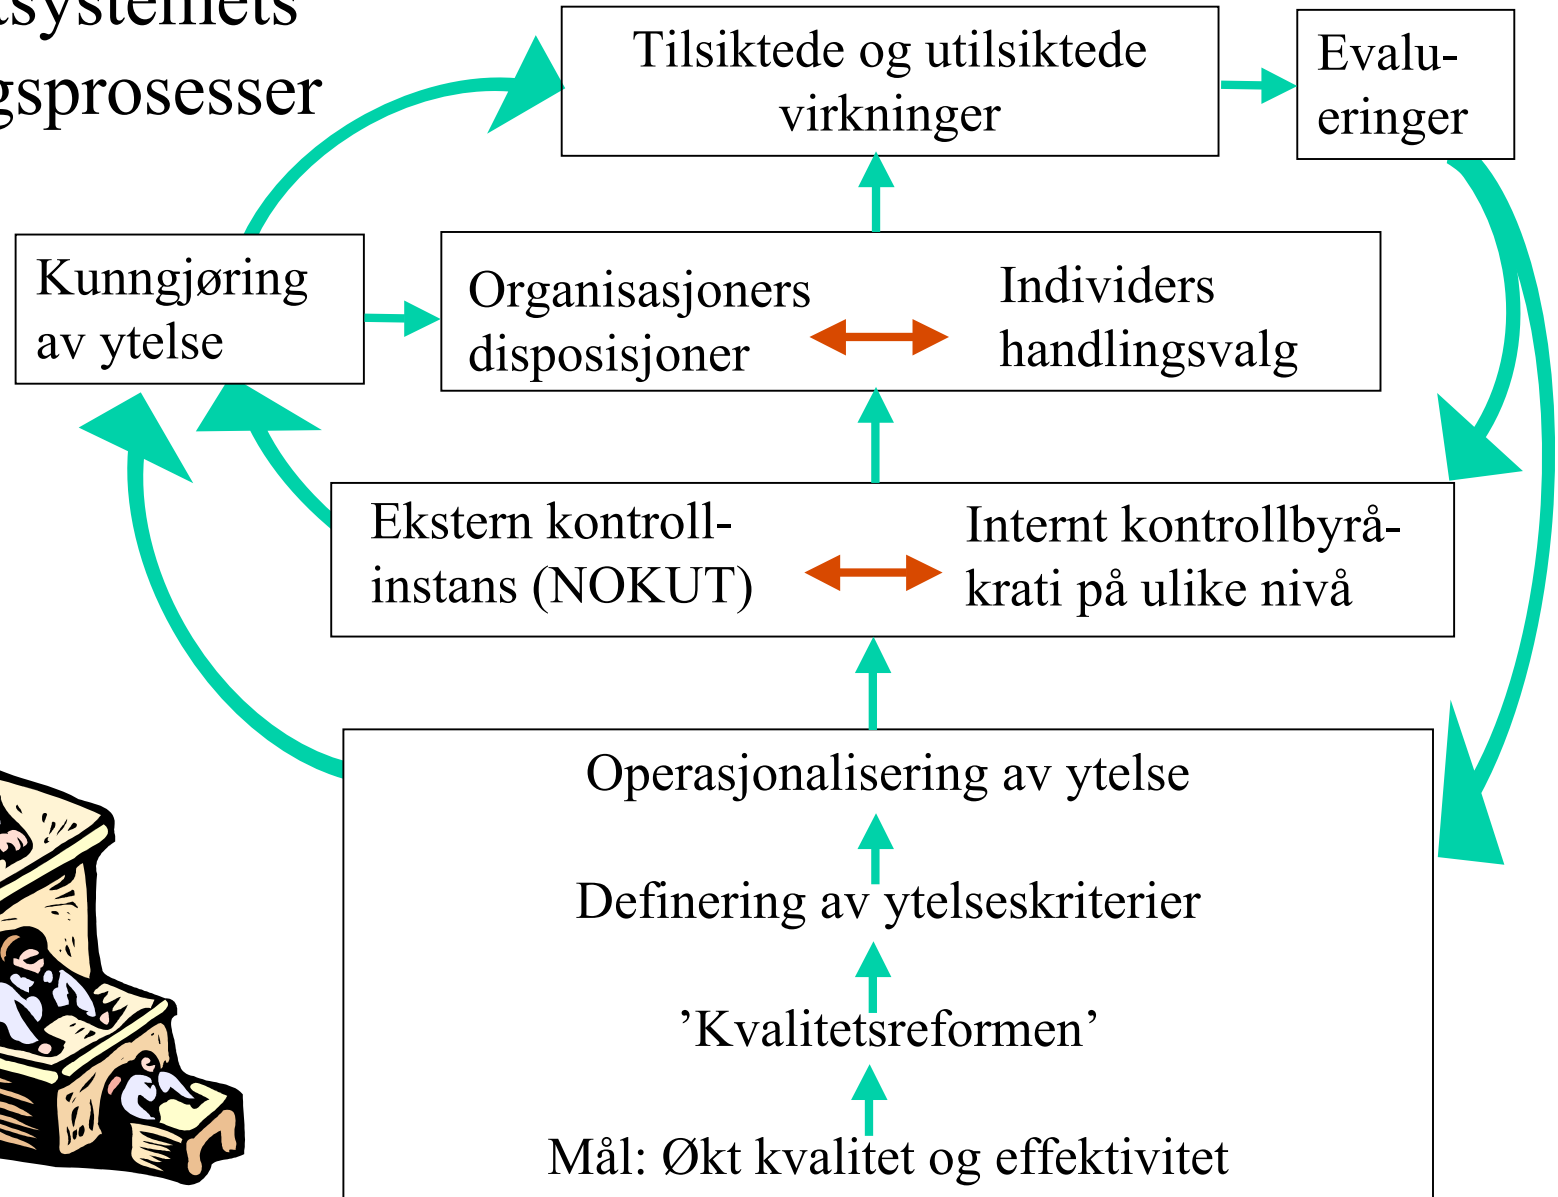 gsprosesser
Tilsiktede og utilsiktede
virkninger
Evalu-
eringer
Kunngjøring
av ytelse
Organisasjoners
disposisjoner
Individers
handlingsvalg
Ekstern kontroll-
instans (NOKUT)
Internt kontrollbyrå-
krati på ulike nivå
Operasjonalisering av ytelse
Definering av ytelseskriterier
’Kvalitetsreformen’
Mål: Økt kvalitet og effektivitet